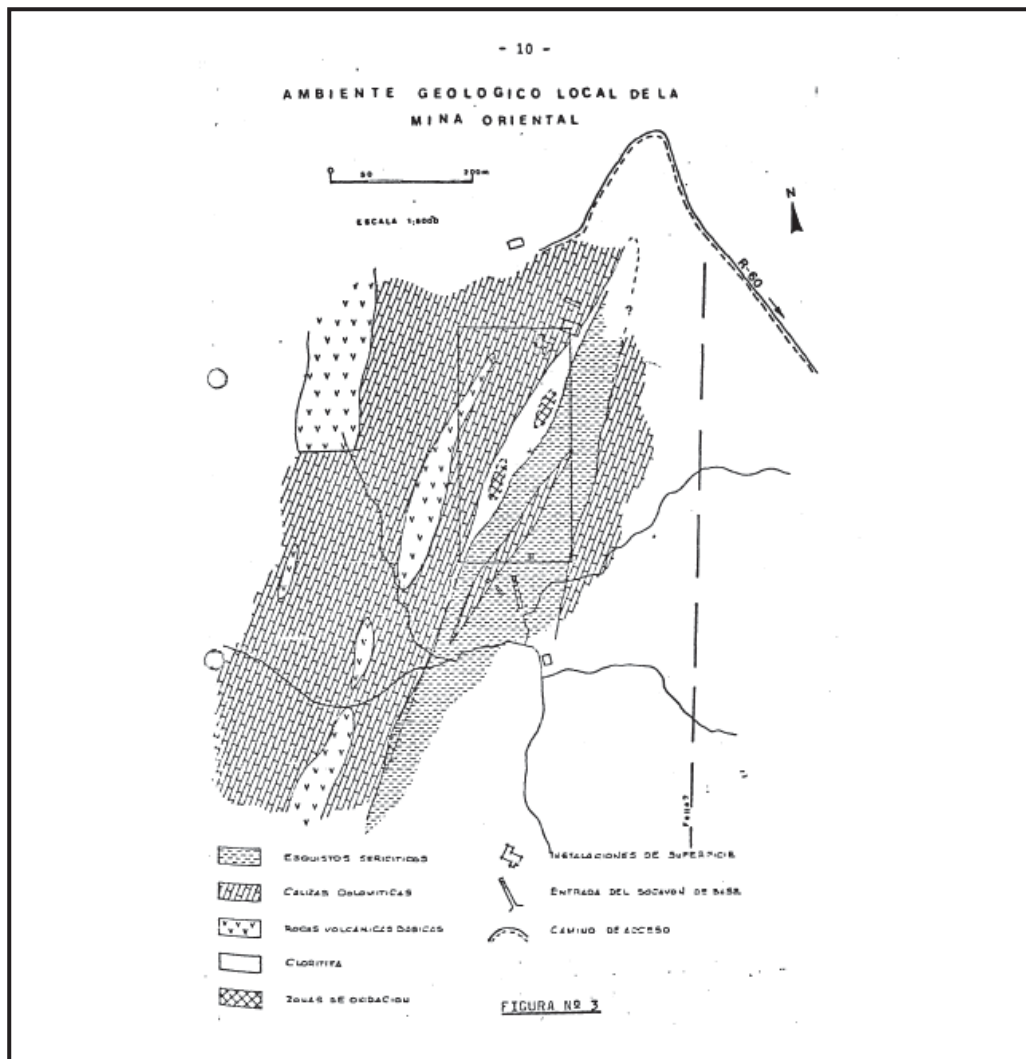 - 10 -
AMBIENTE GEOLOGICO LOCAL DE LA
MINA ORIENTAL
50
200m
ESCALA 1:5000
N
R-60
?
Falla?
ESQUISTOS SERICITICOS
CALIZAS DOLOMITICAS
ROCAS VOLCANICAS BASICAS
CLORITITA
ZONAS DE OXIDACION
INSTALACIONES DE SUPERFICIE
ENTRADA DEL SOCAVON DE BASE
CAMINO DE ACCESO
FIGURA Nº 3